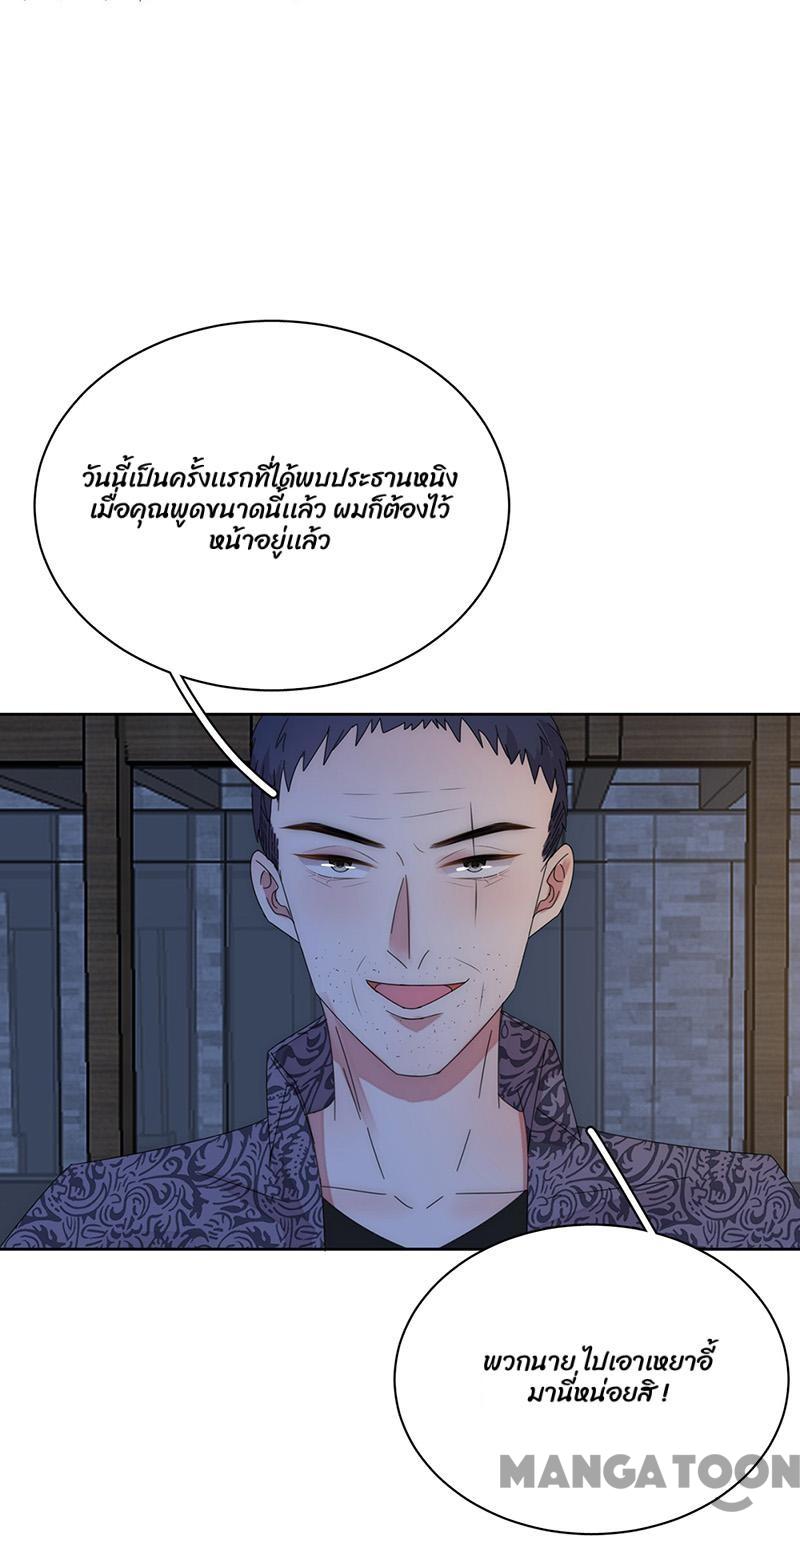 วันนี้เป็นครั้งแรกที่ได้พบประธานหนิง
เมื่อคุณพูดขนาดนี้แล้ว ผมก็ต้องไว้
หน้าอยู่แล้ว
พวกนาย ไปเอาเหยาอี้
มานี่หน่อยสิ !
MANGATOON